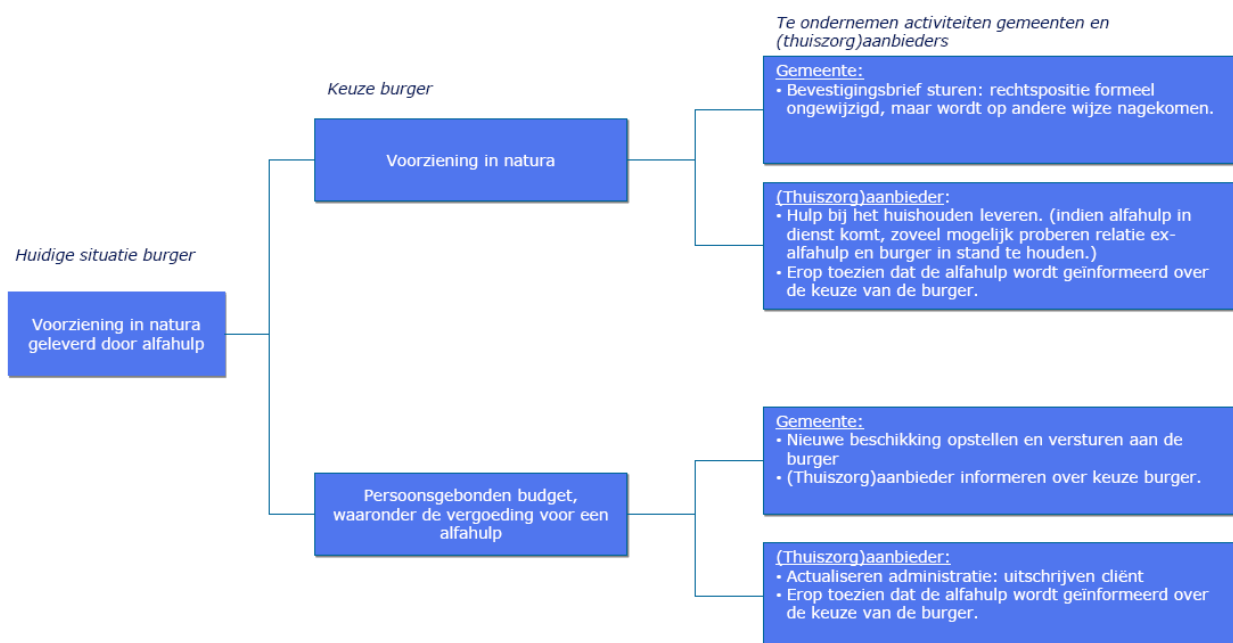 Te ondernemen activiteiten gemeenten en
(thuiszorg)aanbieders
Keuze burger
Huidige situatie burger
Voorziening in natura
geleverd door alfahulp
Voorziening in natura
Gemeente:
• Bevestigingsbrief sturen: rechtspositie formeel
ongewijzigd, maar wordt op andere wijze nagekomen.
(Thuiszorg)aanbieder:
• Hulp bij het huishouden leveren. (indien alfahulp in
dienst komt, zoveel mogelijk proberen relatie ex-
alfahulp en burger in stand te houden.)
• Erop toezien dat de alfahulp wordt geïnformeerd over
de keuze van de burger.
Persoonsgebonden budget,
waaronder de vergoeding voor een
alfahulp
Gemeente:
• Nieuwe beschikking opstellen en versturen aan de
burger
• (Thuiszorg)aanbieder informeren over keuze burger.
(Thuiszorg)aanbieder:
• Actualiseren administratie: uitschrijven cliënt
• Erop toezien dat de alfahulp wordt geïnformeerd over
de keuze van de burger.